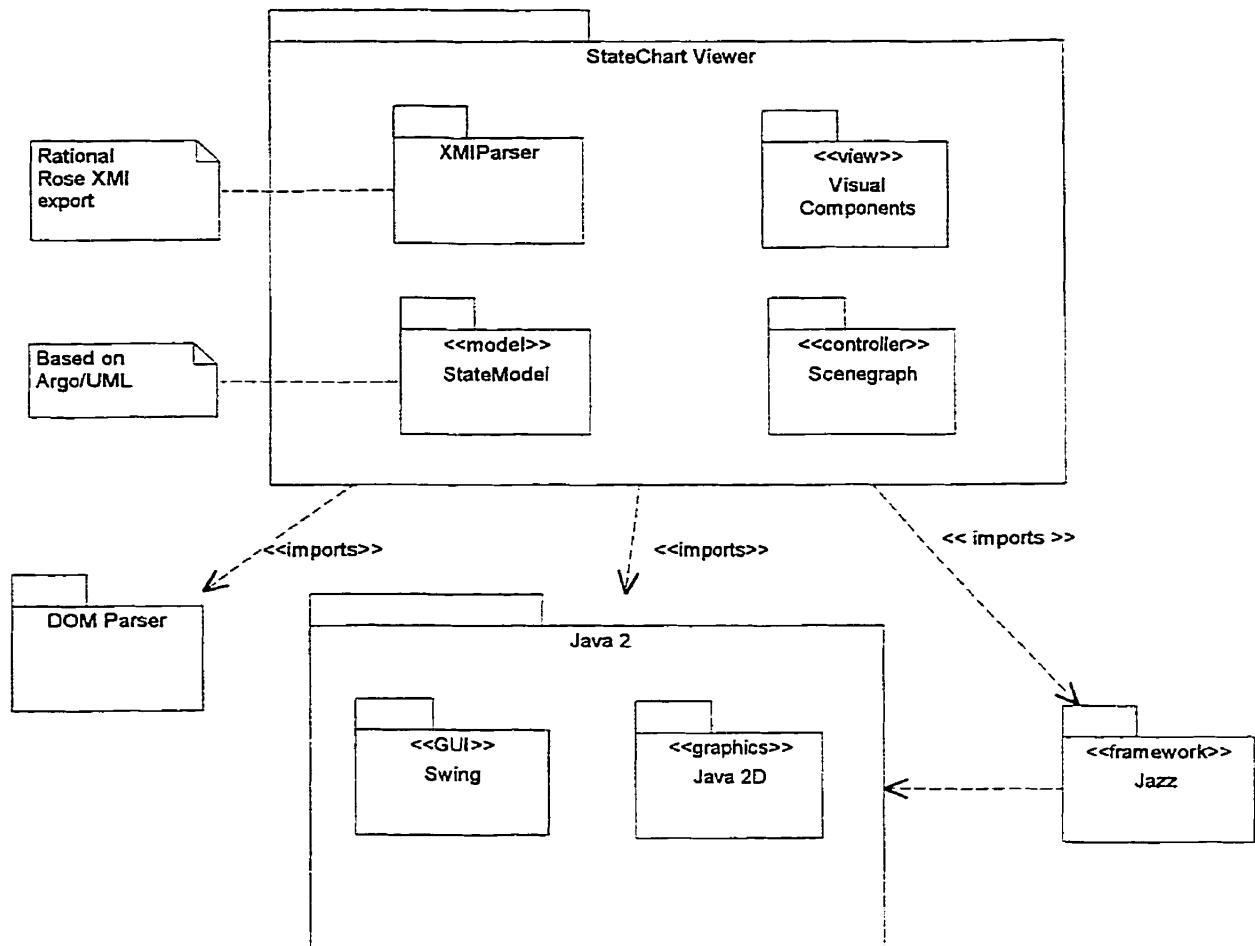 StateChart Viewer
Rational
Rose XMI
export
XMIParser
<<view>>
Visual
Components
Based on
Argo/UML
<<model>>
StateModel
<<controller>>
Scenegraph
<<imports>>
<<imports>>
<< imports >>
DOM Parser
Java 2
<<GUI>>
Swing
<<graphics>>
Java 2D
<<framework>>
Jazz